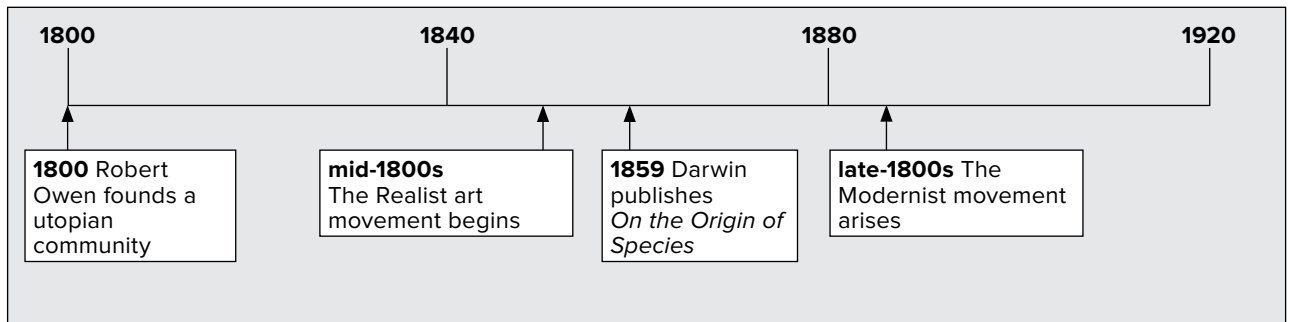 1800
1840
1880
1920
1800 Robert
Owen founds a
utopian
community
mid-1800s
The Realist art
movement begins
1859 Darwin
publishes
On the Origin of
Species
late-1800s The
Modernist movement
arises